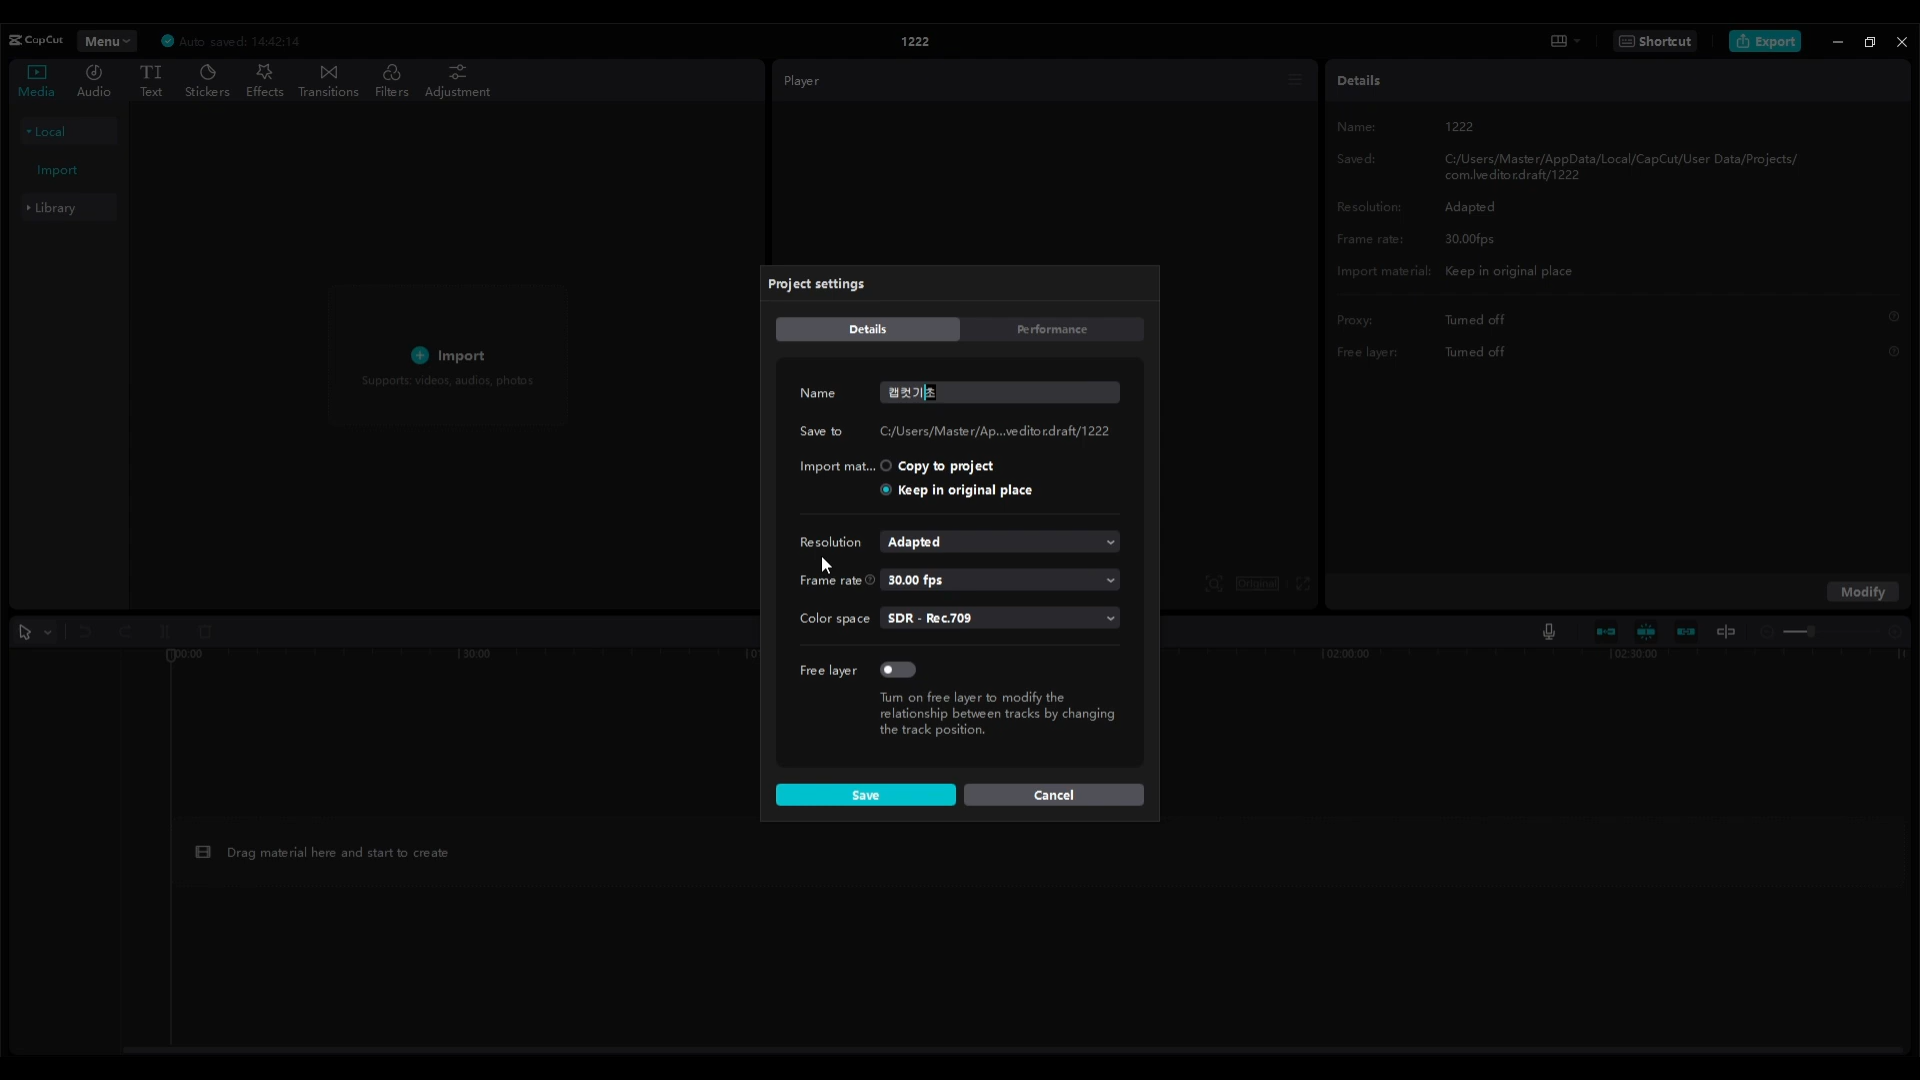 CapCut
Menu
Auto saved: 14:42:14
1222
Shortcut
Export
Media
Audio
Text
Stickers
Effects
Transitions
Filters
Adjustment
Local
Import
Library
Import
Supports: videos, audios, photos
Player
Original
Details
Name: 1222
Saved: C:/Users/Master/AppData/Local/CapCut/User Data/Projects/
com.lveditor.draft/1222
Resolution: Adapted
Frame rate: 30.00fps
Import material: Keep in original place
Proxy: Turned off
Free layer: Turned off
Modify
Project settings
Details
Performance
Name 캡컷기초
Save to C:/Users/Master/Ap...veditor.draft/1222
Import mat... Copy to project
Keep in original place
Resolution Adapted
Frame rate 30.00 fps
Color space SDR - Rec.709
Free layer
Turn on free layer to modify the
relationship between tracks by changing
the track position.
Save
Cancel
00:00
30:00
02:00:00
02:30:00
Drag material here and start to create